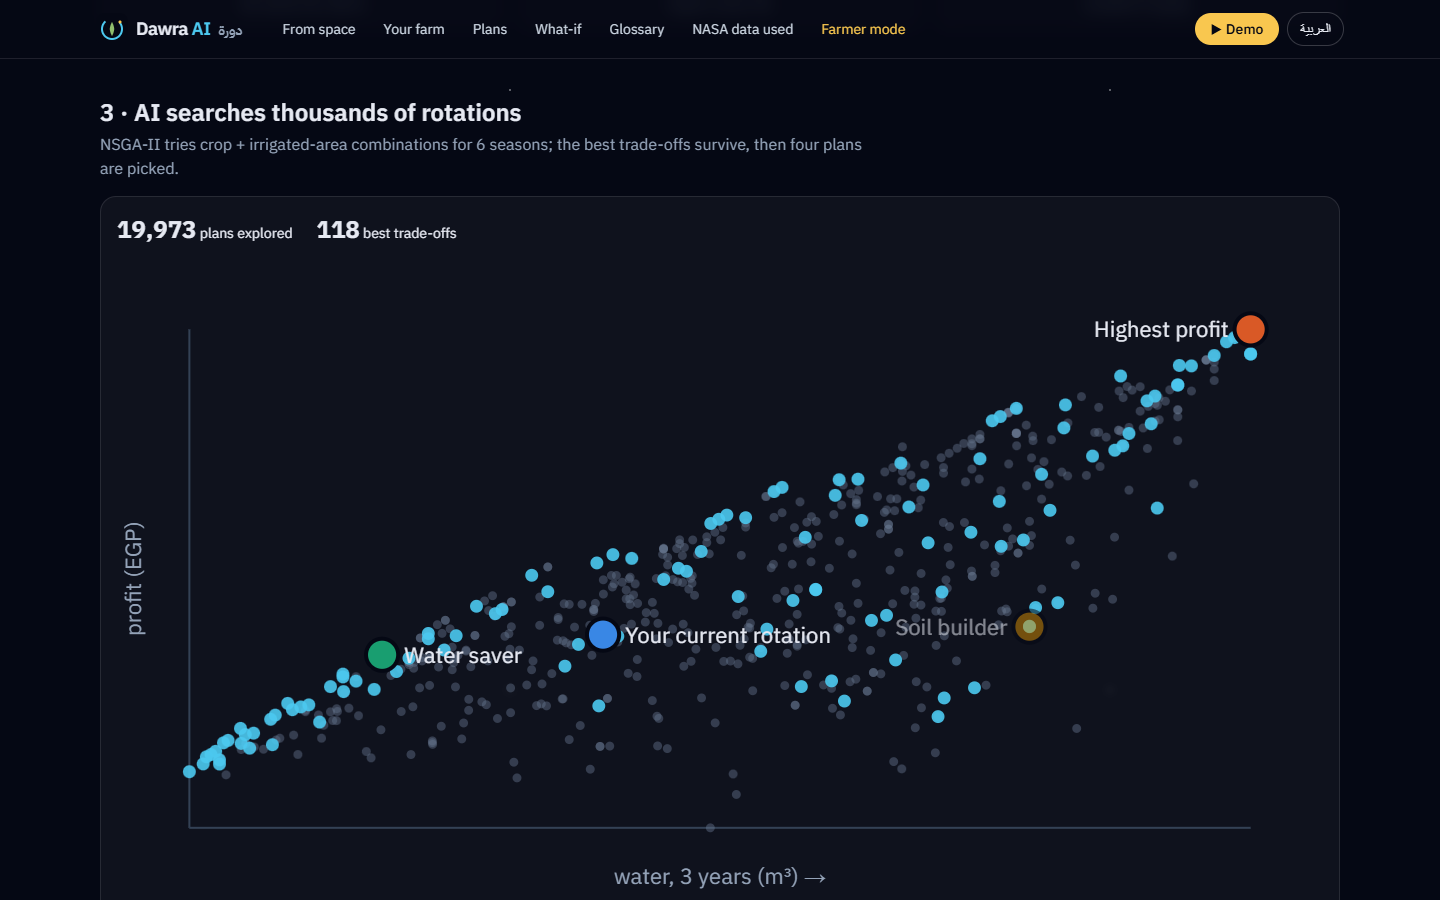 Dawra AI دورة
From space
Your farm
Plans
What-if
Glossary
NASA data used
Farmer mode
▶ Demo
العربية
3 · AI searches thousands of rotations
NSGA-II tries crop + irrigated-area combinations for 6 seasons; the best trade-offs survive, then four plans
are picked.
19,973 plans explored
118 best trade-offs
Highest profit
profit (EGP)
Soil builder
Your current rotation
Water saver
water, 3 years (m³) →